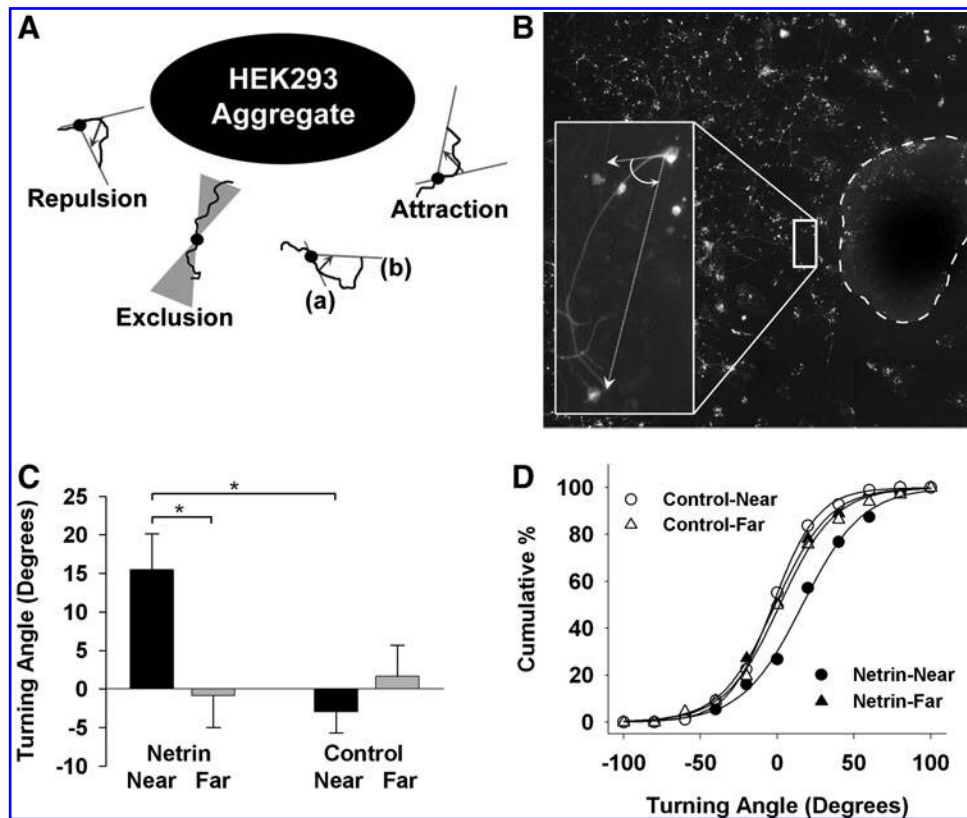 A
HEK293
Aggregate
Repulsion
Attraction
Exclusion
(a)
(b)
B
C
Turning Angle (Degrees)
25
20
15
10
5
0
-5
-10
*
*
Netrin
Near Far
Control
Near Far
D
Cumulative %
100
80
60
40
20
0
Control-Near
Control-Far
Netrin-Near
Netrin-Far
-100 -50 0 50 100
Turning Angle (Degrees)